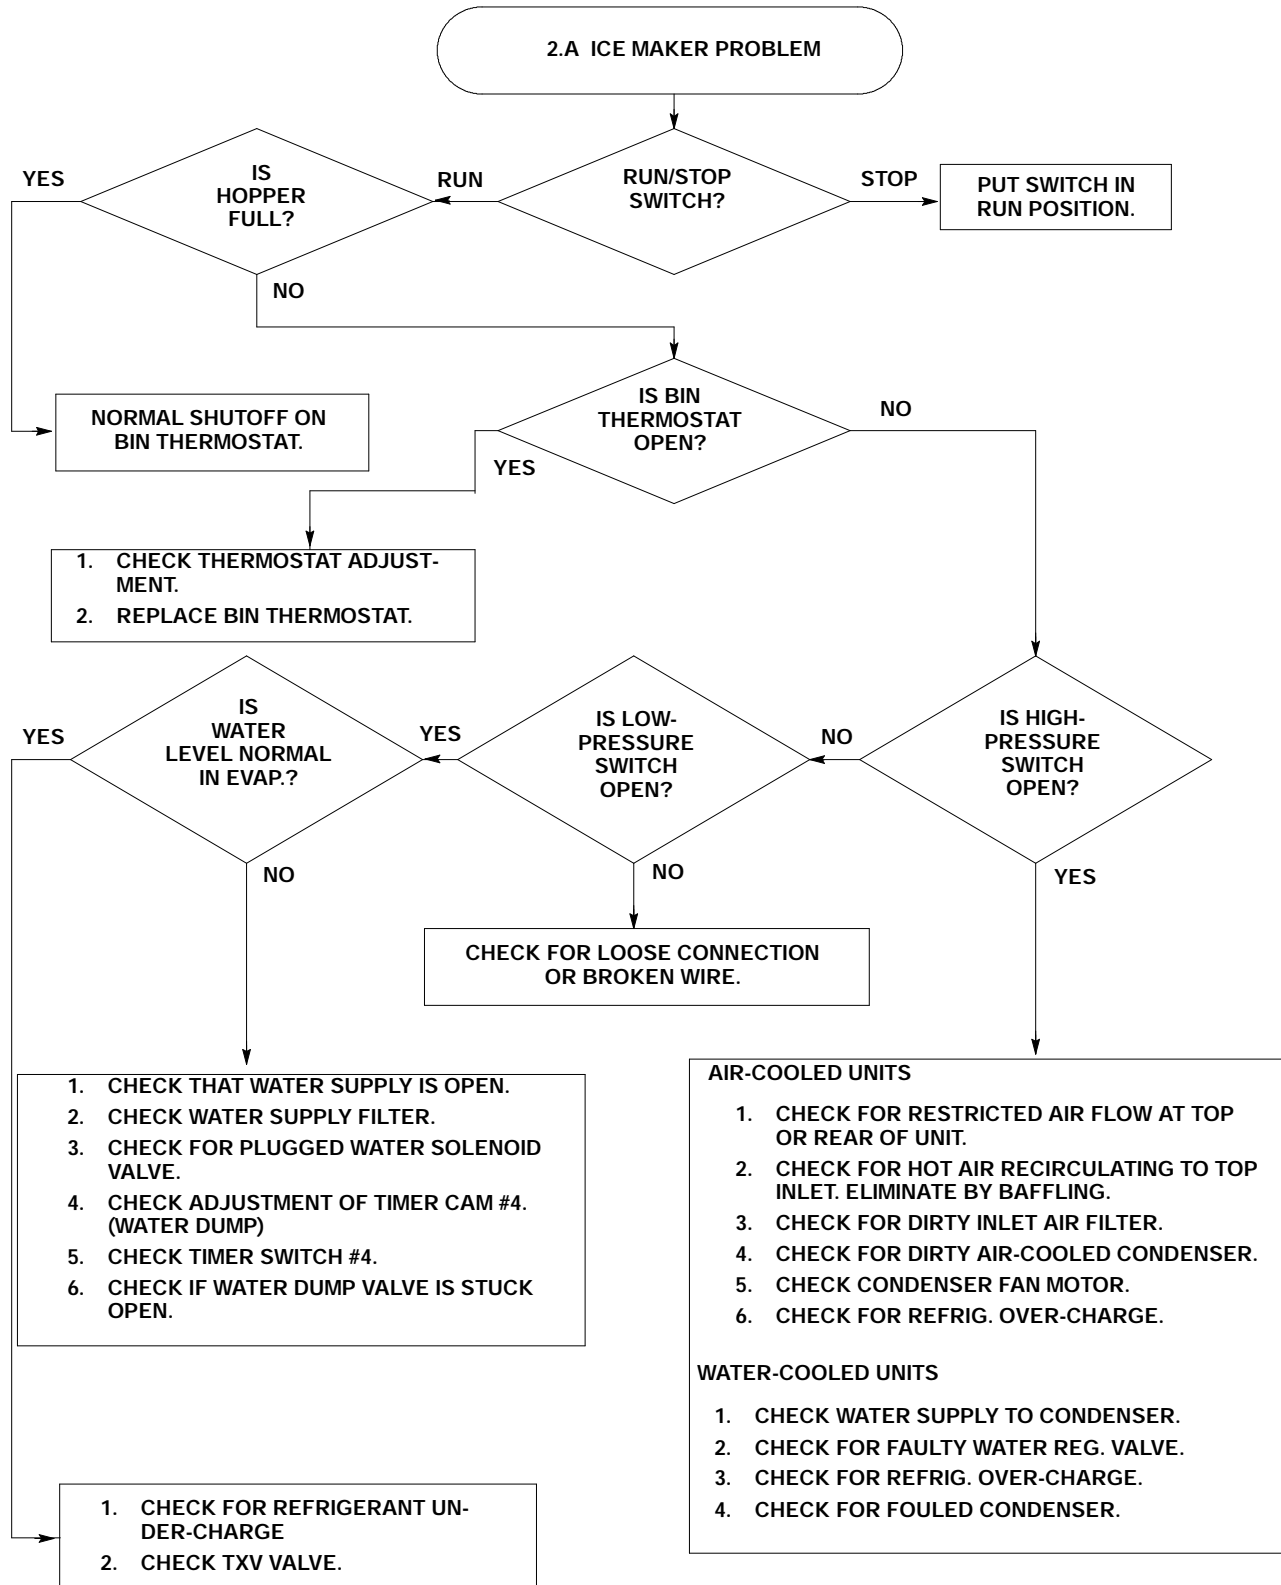 2.A ICE MAKER PROBLEM
YES
IS
HOPPER
FULL?
RUN
RUN/STOP
SWITCH?
STOP
PUT SWITCH IN
RUN POSITION.
NO
NORMAL SHUTOFF ON
BIN THERMOSTAT.
IS BIN
THERMOSTAT
OPEN?
NO
YES
1. CHECK THERMOSTAT ADJUST-
MENT.
2. REPLACE BIN THERMOSTAT.
YES
IS
WATER
LEVEL NORMAL
IN EVAP.?
YES
IS LOW-
PRESSURE
SWITCH
OPEN?
NO
IS HIGH-
PRESSURE
SWITCH
OPEN?
NO
NO
YES
CHECK FOR LOOSE CONNECTION
OR BROKEN WIRE.
1. CHECK THAT WATER SUPPLY IS OPEN.
2. CHECK WATER SUPPLY FILTER.
3. CHECK FOR PLUGGED WATER SOLENOID
VALVE.
4. CHECK ADJUSTMENT OF TIMER CAM #4.
(WATER DUMP)
5. CHECK TIMER SWITCH #4.
6. CHECK IF WATER DUMP VALVE IS STUCK
OPEN.
AIR-COOLED UNITS
1. CHECK FOR RESTRICTED AIR FLOW AT TOP
OR REAR OF UNIT.
2. CHECK FOR HOT AIR RECIRCULATING TO TOP
INLET. ELIMINATE BY BAFFLING.
3. CHECK FOR DIRTY INLET AIR FILTER.
4. CHECK FOR DIRTY AIR-COOLED CONDENSER.
5. CHECK CONDENSER FAN MOTOR.
6. CHECK FOR REFRIG. OVER-CHARGE.
WATER-COOLED UNITS
1. CHECK WATER SUPPLY TO CONDENSER.
2. CHECK FOR FAULTY WATER REG. VALVE.
3. CHECK FOR REFRIG. OVER-CHARGE.
4. CHECK FOR FOULED CONDENSER.
1. CHECK FOR REFRIGERANT UN-
DER-CHARGE
2. CHECK TXV VALVE.